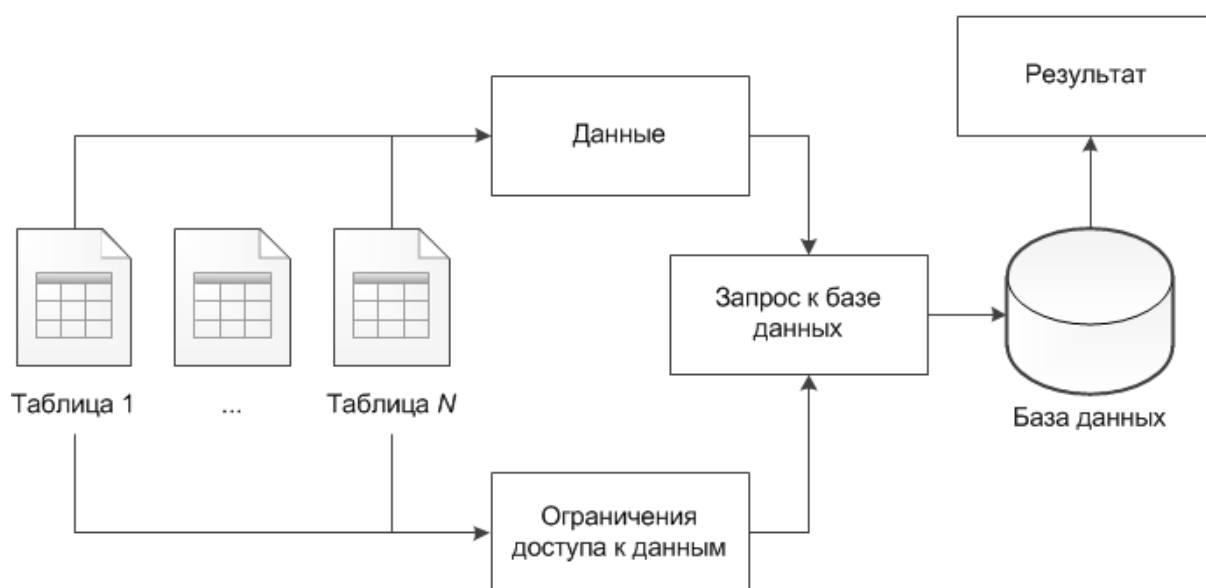 Результат
Данные
Запрос к базе
данных
Таблица 1
...
Таблица N
База данных
Ограничения
доступа к данным